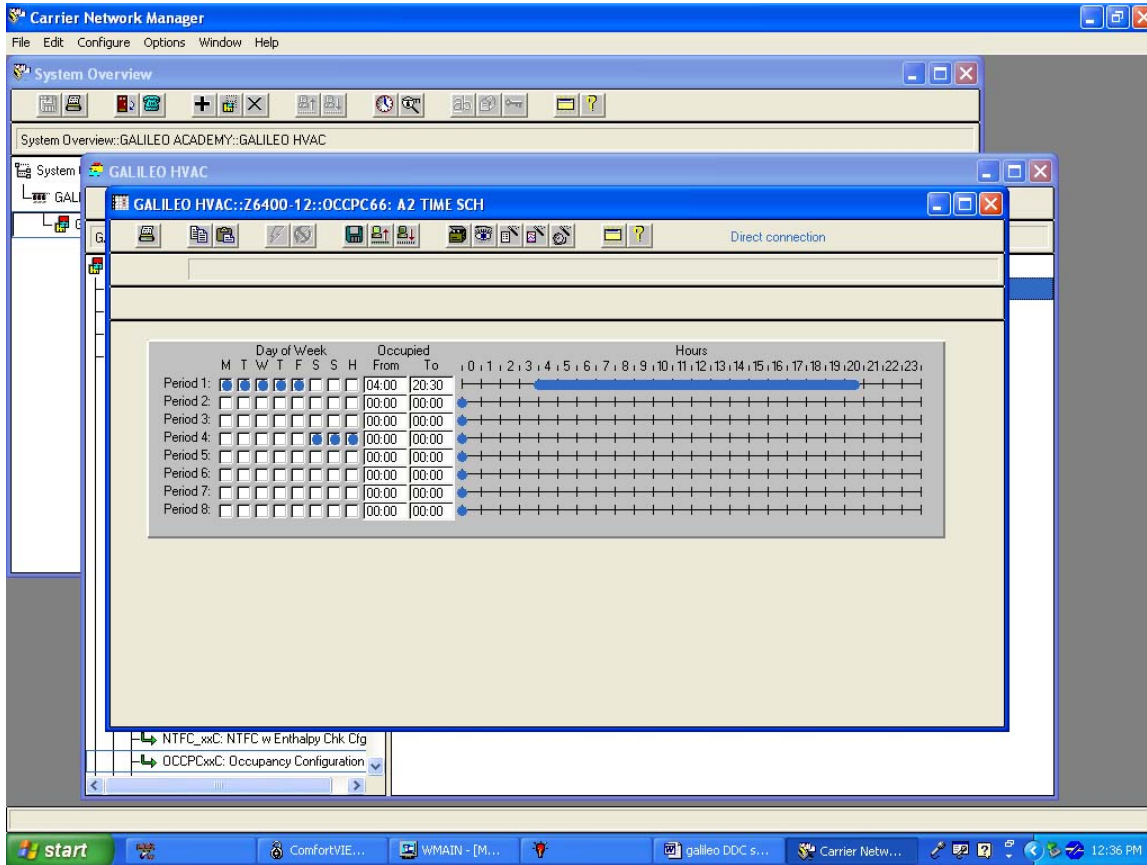 Carrier Network Manager
File Edit Configure Options Window Help
System Overview
System Overview::GALILEO ACADEMY::GALILEO HVAC
System
GALILEO HVAC
GALI
GALILEO HVAC::Z6400-12::OCCPC66: A2 TIME SCH
G
G.
Direct connection
Day of Week Occupied Hours
M T W T F S S H From To 0 1 2 3 4 5 6 7 8 9 10 11 12 13 14 15 16 17 18 19 20 21 22 23
Period 1: 04:00 20:30
Period 2: 00:00 00:00
Period 3: 00:00 00:00
Period 4: 00:00 00:00
Period 5: 00:00 00:00
Period 6: 00:00 00:00
Period 7: 00:00 00:00
Period 8: 00:00 00:00
NTFC_xxC: NTFC w Enthalpy Chk Cfg
OCCPCxxC: Occupancy Configuration
start ComfortVIE... WMAIN - [M... galileo DDC s... Carrier Netw... 12:36 PM